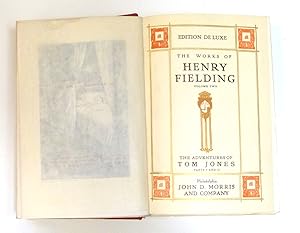 EDITION DE LUXE
THE WORKS OF
HENRY
FIELDING
VOLUME TWO
THE ADVENTURES OF
TOM JONES
Philadelphia
JOHN D. MORRIS
AND COMPANY